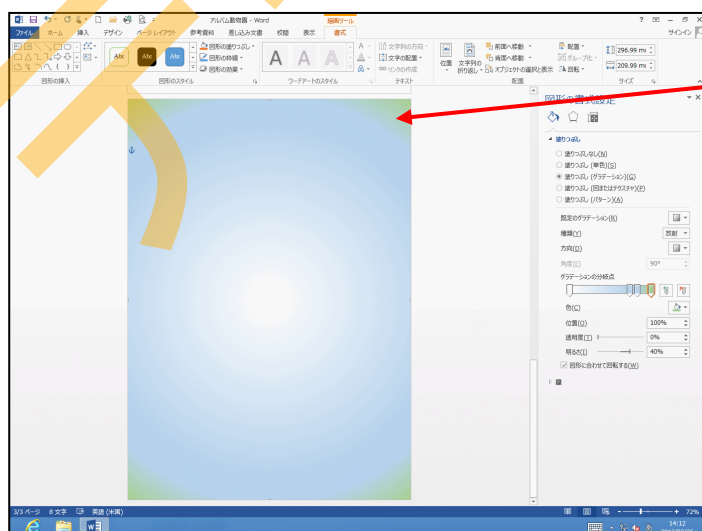 アルバム動物園 - Word
描画ツール
サインイン
ファイル ホーム 挿入 デザイン ページ レイアウト 参考資料 差し込み文書 校閲 表示 書式
Abc Abc Abc
図形の塗りつぶし
図形の枠線
図形の効果
A A A
文字列の方向
文字の配置
リンクの作成
位置
文字列の
折り返し
前面へ移動
背面へ移動
オブジェクトの選択と表示
配置
グループ化
回転
296.99 mm
209.99 mm
図形の挿入 図形のスタイル ワードアートのスタイル テキスト 配置 サイズ
図形の書式設定
塗りつぶし
塗りつぶしなし(N)
塗りつぶし (単色)(S)
塗りつぶし (グラデーション)(G)
塗りつぶし (図またはテクスチャ)(P)
塗りつぶし (パターン)(A)
既定のグラデーション(R)
種類(Y) 放射
方向(D)
角度(E) 90°
グラデーションの分岐点
色(C)
位置(O) 100%
透明度(T) 0%
明るさ(I) 40%
図形に合わせて回転する(W)
線
3/3 ページ 8 文字 英語 (米国) 72%
14:12